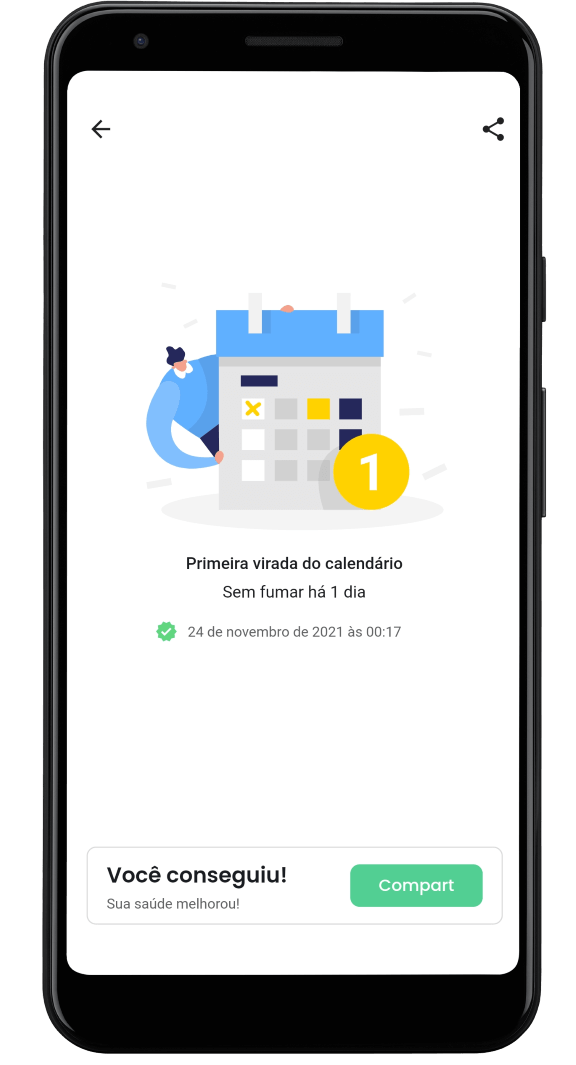 1
Primeira virada do calendário
Sem fumar há 1 dia
24 de novembro de 2021 às 00:17
Você conseguiu!
Sua saúde melhorou!
Compart